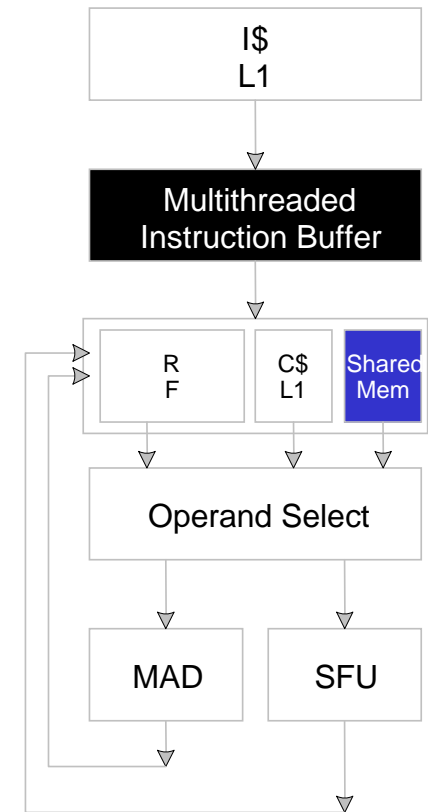 I$
L1
Multithreaded
Instruction Buffer
R
F
C$
L1
Shared
Mem
Operand Select
MAD
SFU